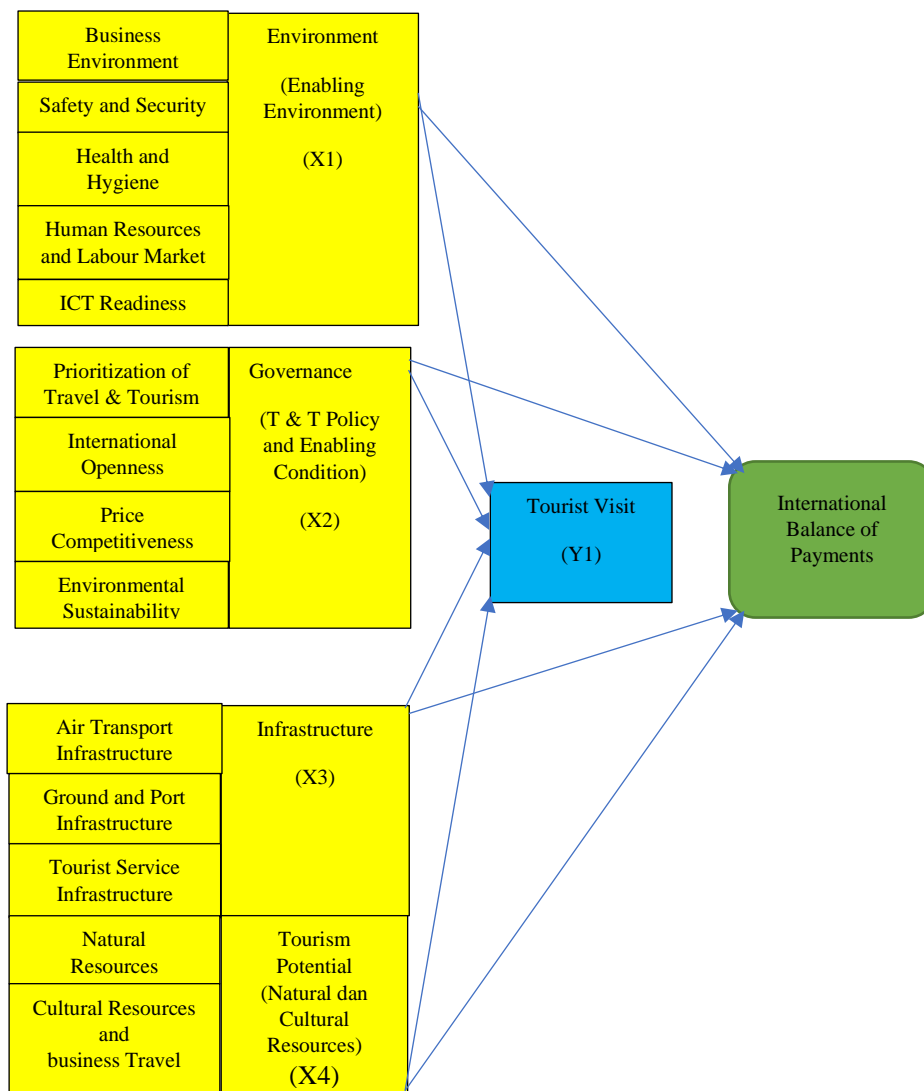 Business
Environment
Safety and Security
Health and
Hygiene
Human Resources
and Labour Market
ICT Readiness
Environment
(Enabling
Environment)
(X1)
Prioritization of
Travel & Tourism
International
Openness
Price
Competitiveness
Environmental
Sustainability
Governance
(T & T Policy
and Enabling
Condition)
(X2)
Tourist Visit
(Y1)
International
Balance of
Payments
Air Transport
Infrastructure
Ground and Port
Infrastructure
Tourist Service
Infrastructure
Infrastructure
(X3)
Natural
Resources
Cultural Resources
and
business Travel
Tourism
Potential
(Natural dan
Cultural
Resources)
(X4)